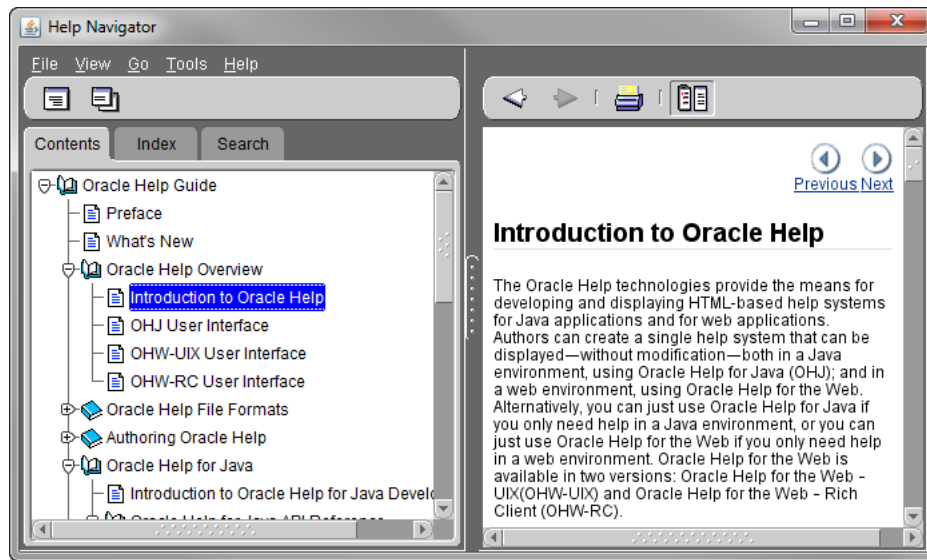 Help Navigator
File View Go Tools Help
Contents Index Search
Oracle Help Guide
Preface
What's New
Oracle Help Overview
Introduction to Oracle Help
OHJ User Interface
OHW-UIX User Interface
OHW-RC User Interface
Oracle Help File Formats
Authoring Oracle Help
Oracle Help for Java
Introduction to Oracle Help for Java Develo
Oracle Help for Java API Reference
Previous Next
Introduction to Oracle Help
The Oracle Help technologies provide the means for
developing and displaying HTML-based help systems
for Java applications and for web applications.
Authors can create a single help system that can be
displayed—without modification—both in a Java
environment, using Oracle Help for Java (OHJ); and in
a web environment, using Oracle Help for the Web.
Alternatively, you can just use Oracle Help for Java if
you only need help in a Java environment, or you can
just use Oracle Help for the Web if you only need help
in a web environment. Oracle Help for the Web is
available in two versions: Oracle Help for the Web -
UIX(OHW-UIX) and Oracle Help for the Web - Rich
Client (OHW-RC).